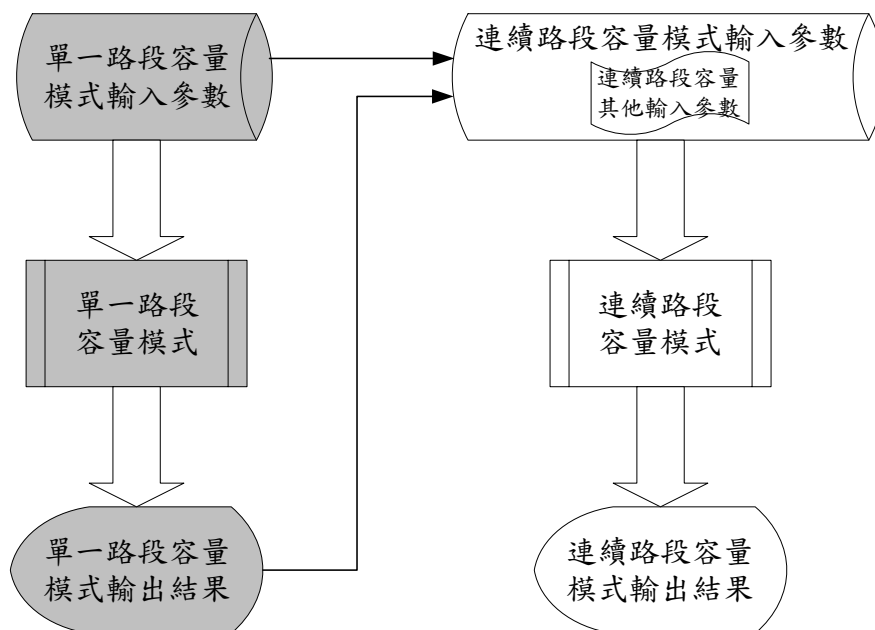 單一路段容量
模式輸入參數
連續路段容量模式輸入參數
連續路段容量
其他輸入參數
單一路段
容量模式
連續路段
容量模式
單一路段容量
模式輸出結果
連續路段容量
模式輸出結果